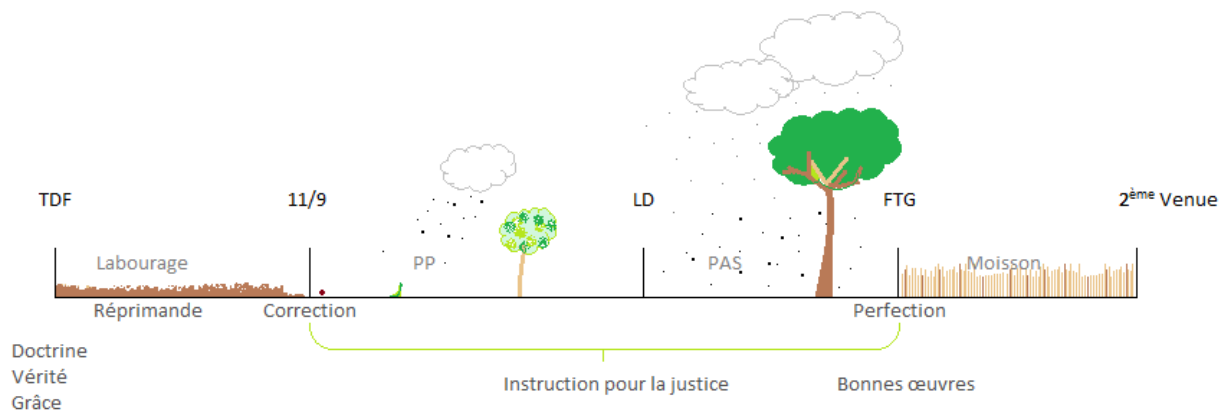 TDF 11/9 LD FTG 2ème Venue
Labourage PP PAS Moisson
Réprimande Correction Perfection
Doctrine
Vérité
Grâce
Instruction pour la justice Bonnes œuvres